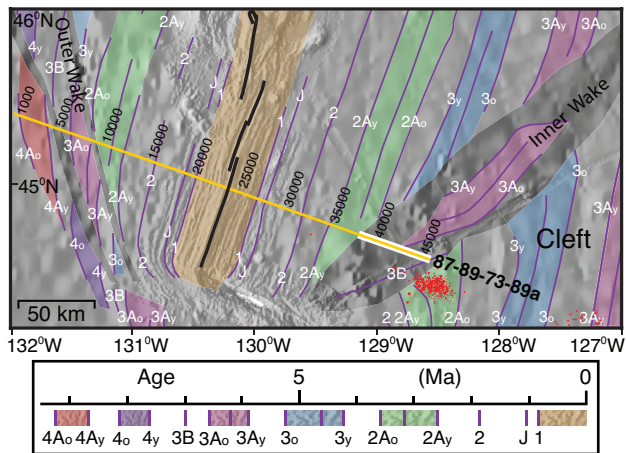 46°N
45°N
Outer Wake
Inner Wake
Cleft
87-89-73-89a
1000
5000
10000
15000
20000
25000
30000
35000
40000
45000
4y
3B
3y
2Ao
2Ay
2
J
1
J
1
2
2Ay
2Ao
3y
3o
3Ay
3Ao
4Ao
3Ao
4Ay
3Ay
2Ay
2
4o
4y
3o
3B
3Ao
3Ay
J
1
J
2
2Ay
3B
3Ay
3Ao
3o
3y
2
2Ay
2Ao
3o
3Ay
50 km
132°W
131°W
130°W
129°W
128°W
127°W
Age 5 (Ma) 0
4Ao 4Ay 4o 4y 3B 3Ao 3Ay 3o 3y 2Ao 2Ay 2 J 1